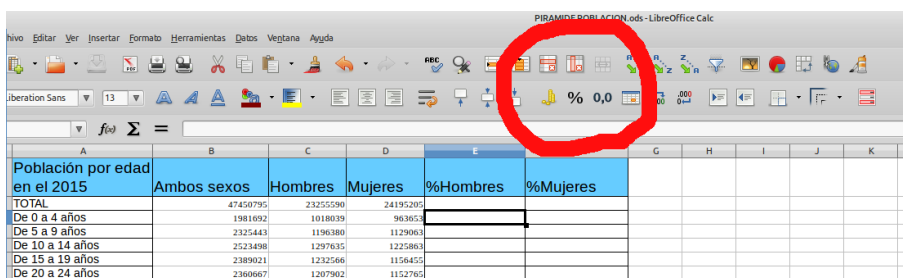 PIRAMIDE POBLACION.ods - LibreOffice Calc
hivo Editar Ver Insertar Formato Herramientas Datos Ventana Ayuda
ABC
iberation Sans 13 % 0,0
f(x) Σ =
A B C D E G H I J K
Población por edad
en el 2015 Ambos sexos Hombres Mujeres %Hombres %Mujeres
TOTAL 47450795 23255590 24195205
De 0 a 4 años 1981692 1018039 963653
De 5 a 9 años 2325443 1196380 1129063
De 10 a 14 años 2523498 1297635 1225863
De 15 a 19 años 2389021 1232566 1156455
De 20 a 24 años 2360667 1207902 1152765